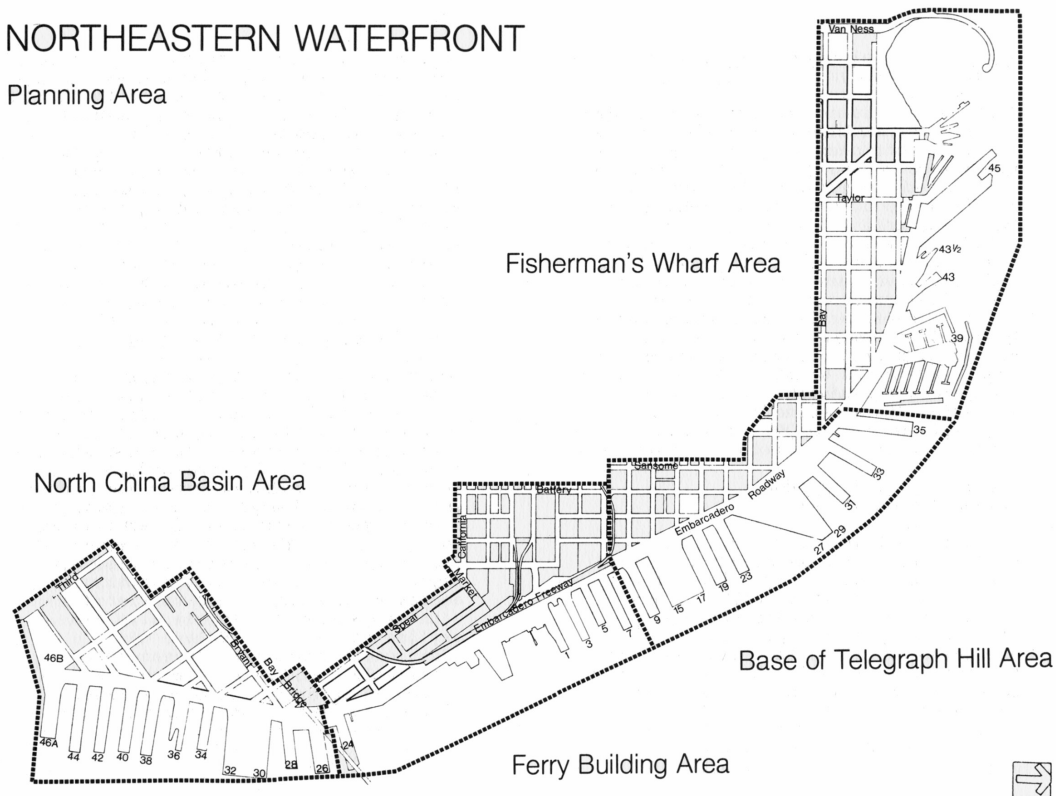 NORTHEASTERN WATERFRONT
Planning Area
Van Ness
45
Taylor
43½
Fisherman's Wharf Area
43
Bay
39
35
Sansome
33
North China Basin Area
Battery
Roadway
31
Embarcadero
29
27
California
23
19
17
Third
Market
Embarcadero Freeway
15
9
Spear
7
5
3
1
46B
Bryant
Bay
Bridge
Base of Telegraph Hill Area
46A
44
42
40
38
36
34
32
30
28
26
24
Ferry Building Area